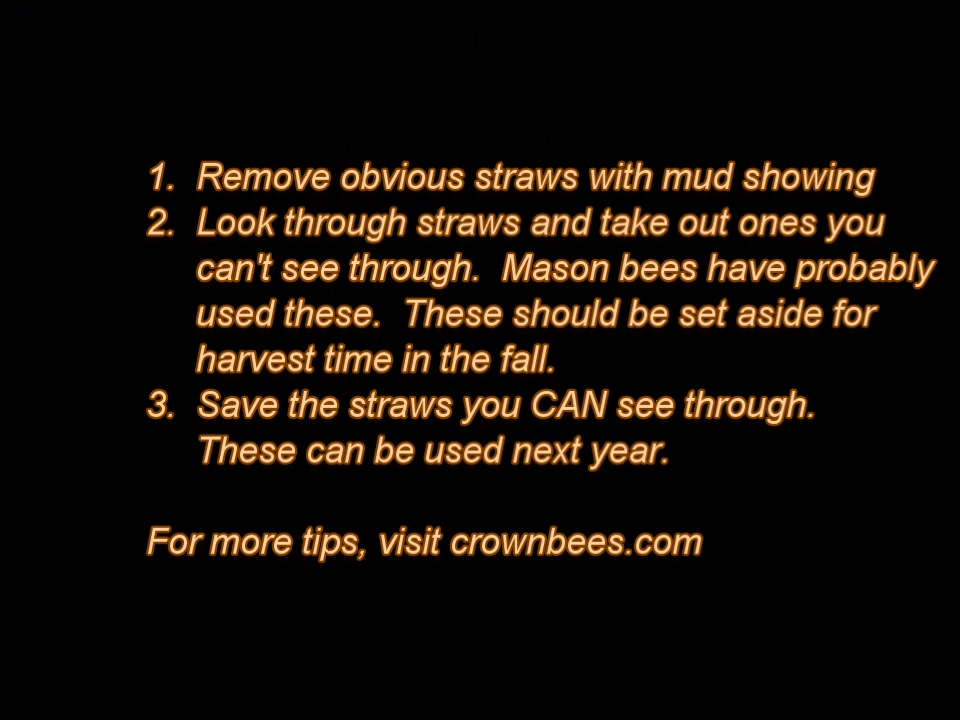 1. Remove obvious straws with mud showing
2. Look through straws and take out ones you
can't see through. Mason bees have probably
used these. These should be set aside for
harvest time in the fall.
3. Save the straws you CAN see through.
These can be used next year.
For more tips, visit crownbees.com